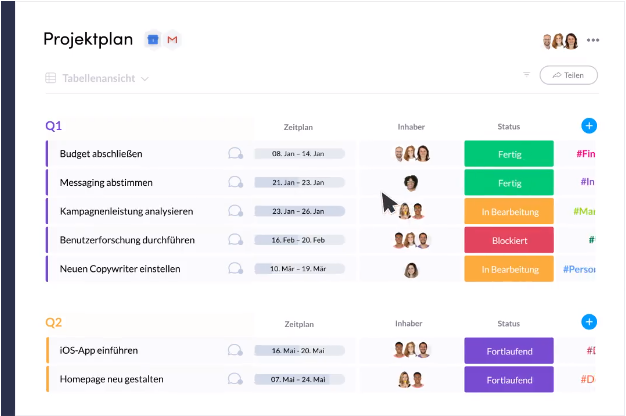 Projektplan
Tabellenansicht
Teilen
Q1 Zeitplan Inhaber Status
Budget abschließen 08. Jan – 14. Jan Fertig #Fin
Messaging abstimmen 21. Jan – 23. Jan Fertig #In
Kampagnenleistung analysieren 23. Jan – 26. Jan In Bearbeitung #Mar
Benutzerforschung durchführen 16. Feb – 20. Feb Blockiert #
Neuen Copywriter einstellen 10. Mär – 19. Mär In Bearbeitung #Person
Q2 Zeitplan Inhaber Status
iOS-App einführen 16. Mai - 20. Mai Fortlaufend #D
Homepage neu gestalten 07. Mai – 24. Mai Fortlaufend #D